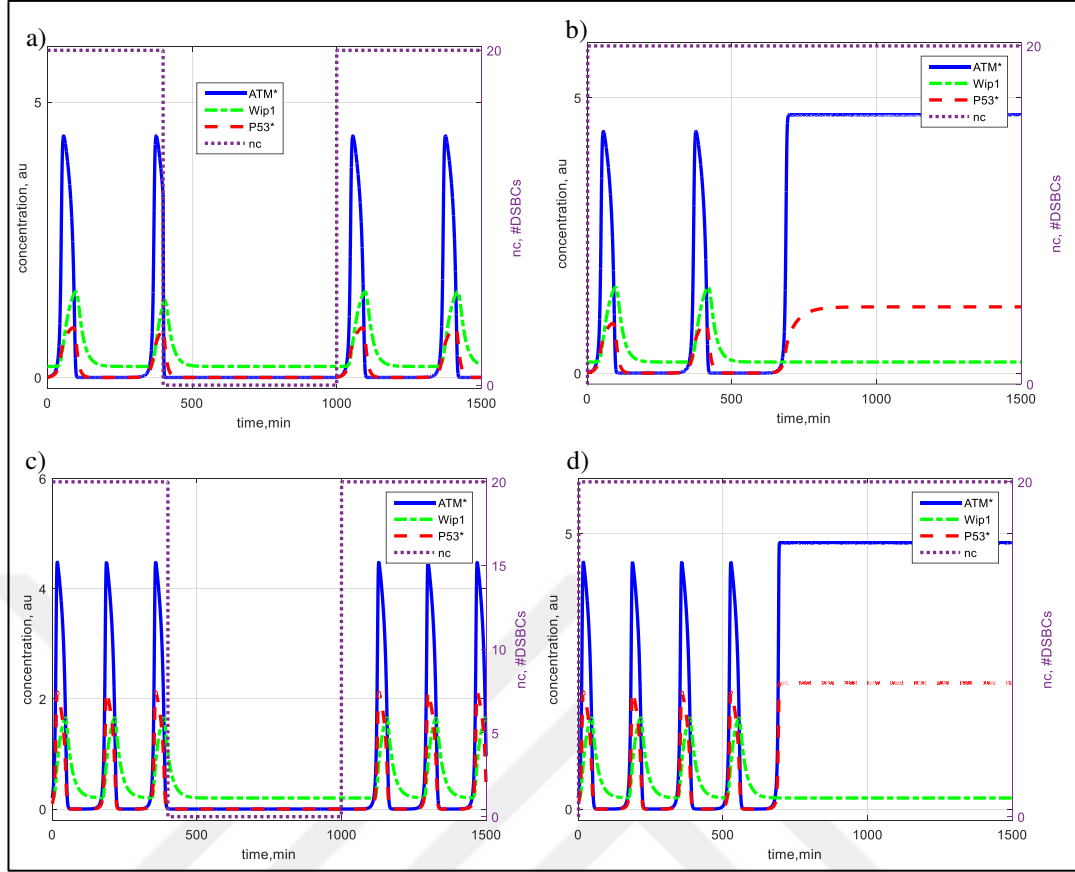 a)
20
ATM*
Wip1
P53*
nc
5
0
0
concentration, au
nc, #DSBCs
0
500
1000
1500
time,min
b)
20
ATM*
Wip1
P53*
nc
5
0
0
concentration, au
nc, #DSBCs
0
500
1000
1500
time,min
c)
6
20
ATM*
Wip1
P53*
nc
4
15
10
2
5
0
0
concentration, au
nc, #DSBCs
0
500
1000
1500
time,min
d)
20
ATM*
Wip1
P53*
nc
5
0
0
concentration, au
nc, #DSBCs
0
500
1000
1500
time,min